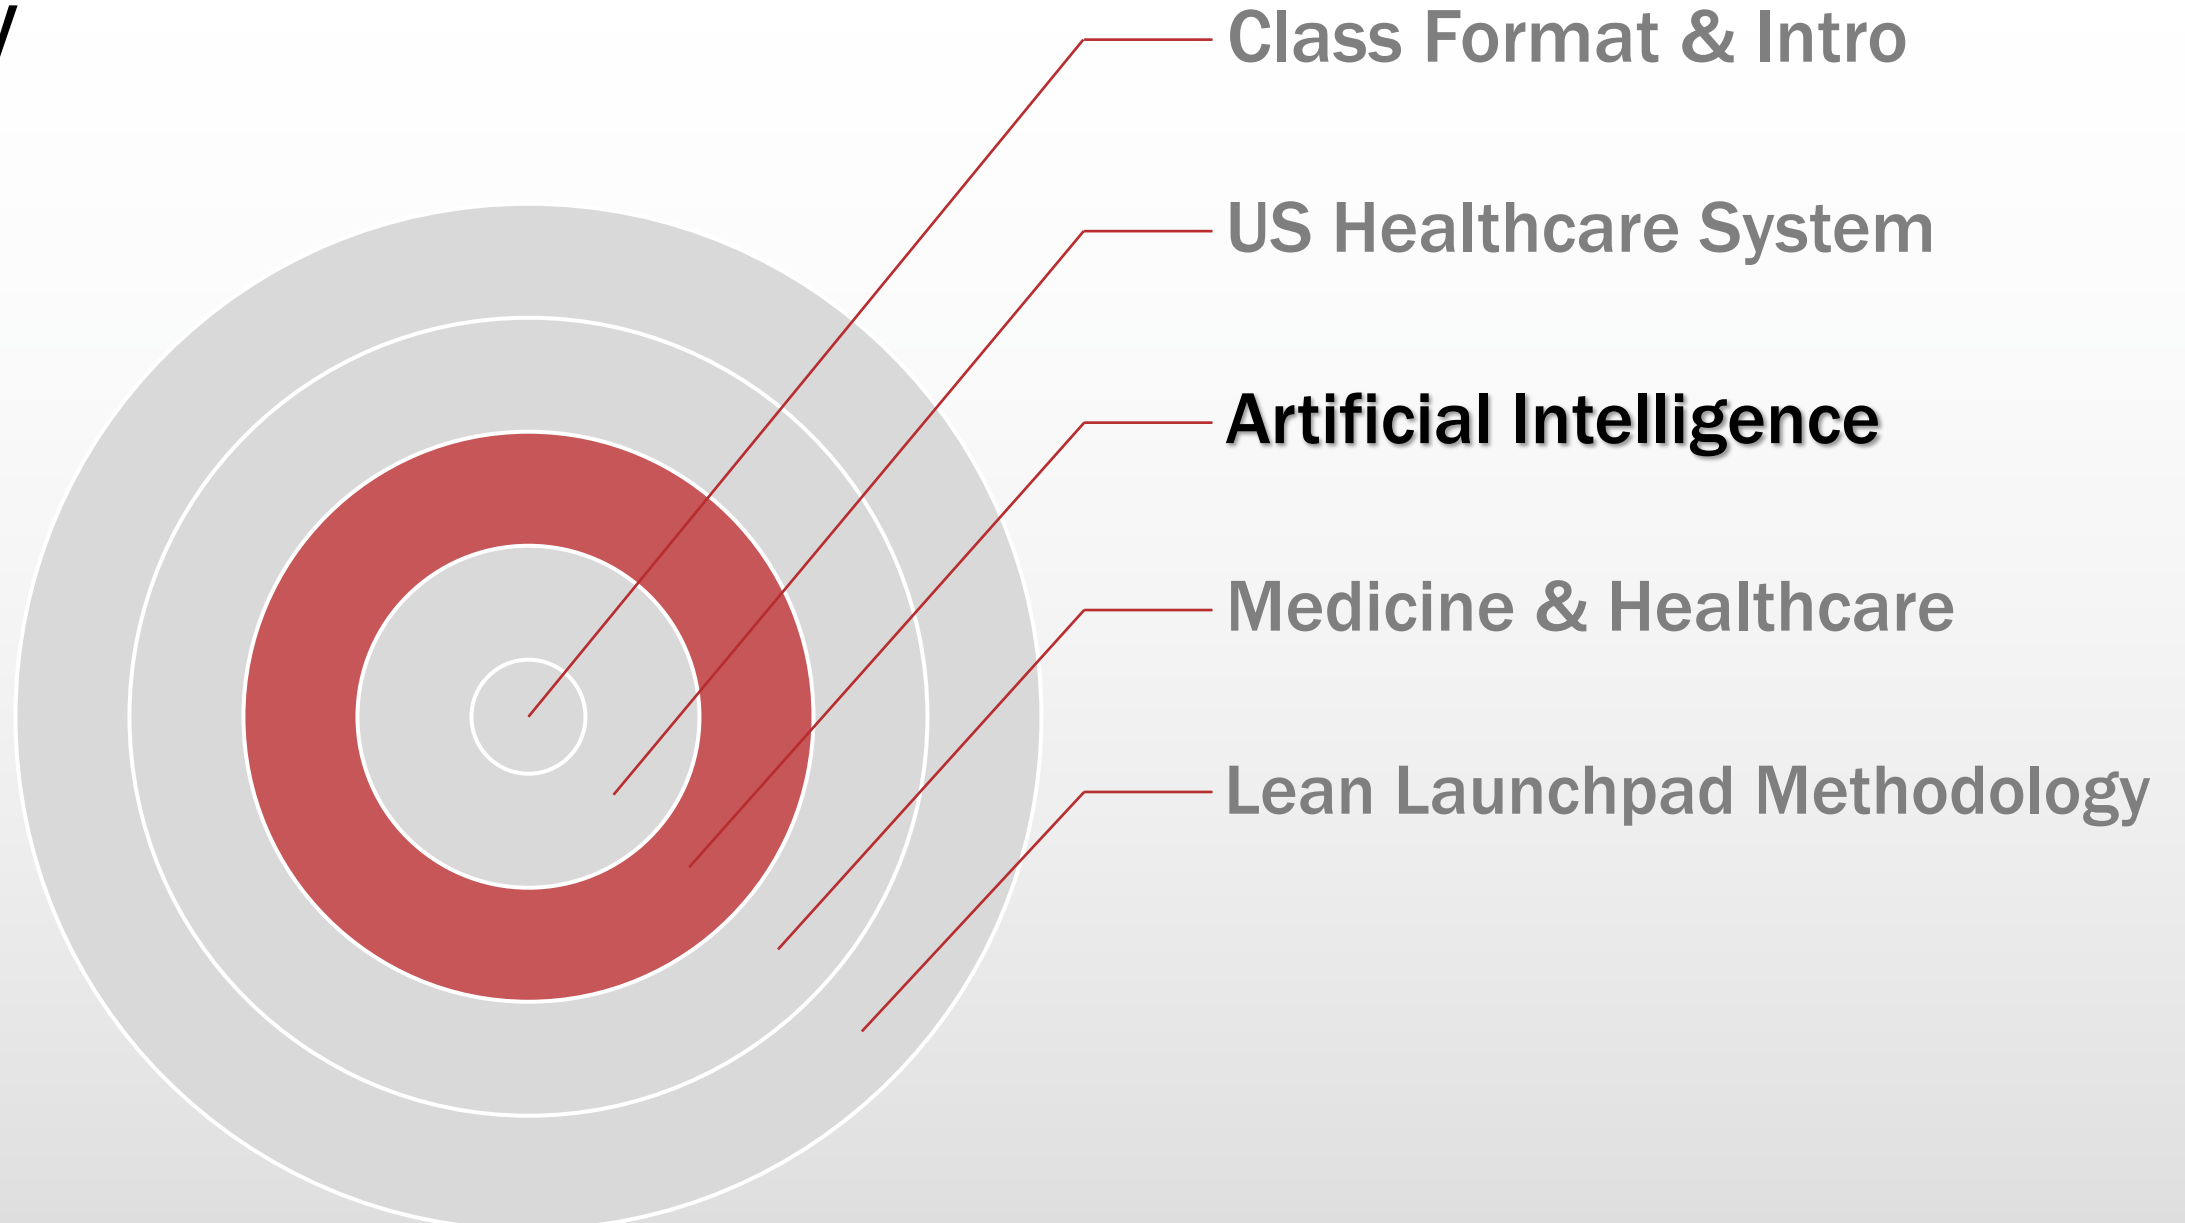 Class Format & Intro
US Healthcare System
Artificial Intelligence
Medicine & Healthcare
Lean Launchpad Methodology